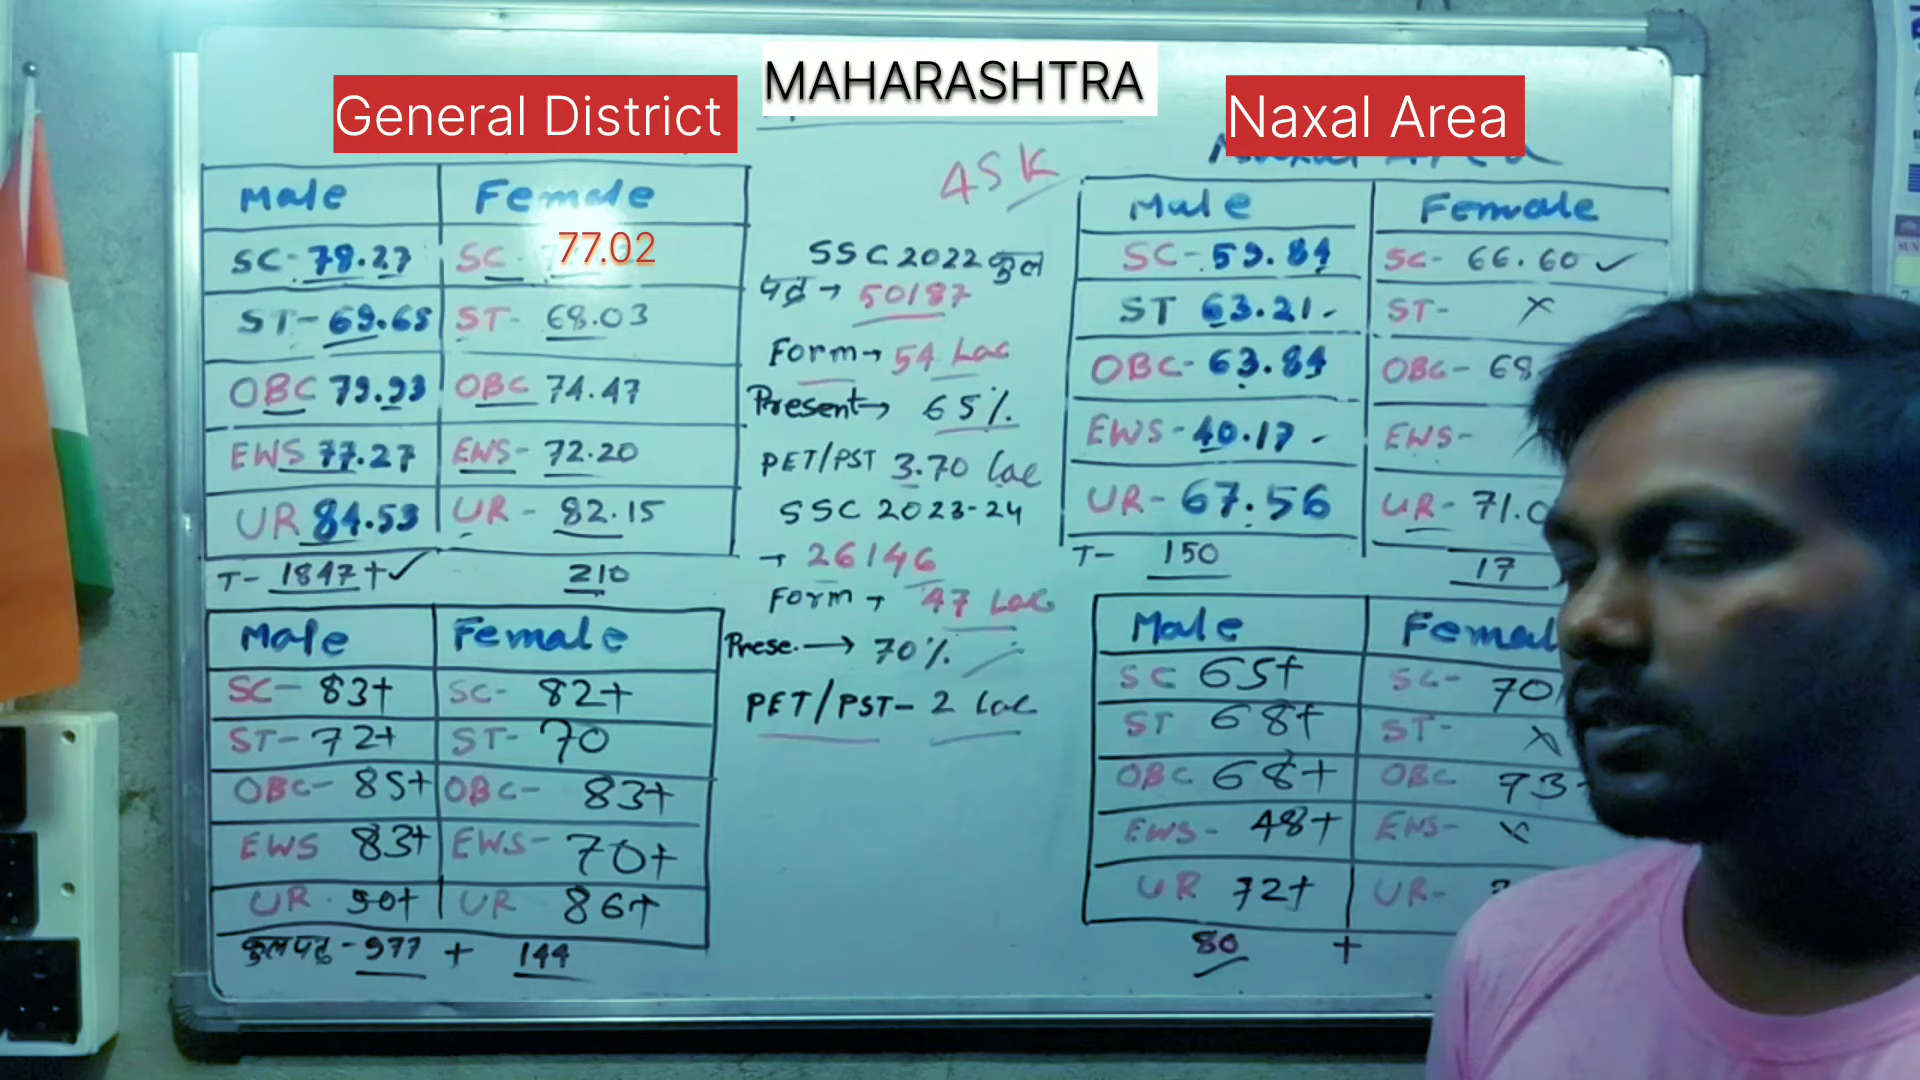 MAHARASHTRA
General District
Naxal Area
Male Female
SC- 79.27 SC- 77.02
ST- 69.68 ST- 68.03
OBC 79.93 OBC 74.47
EWS 77.27 EWS- 72.20
UR 84.53 UR - 82.15
T- 1847+✓ 210
Male Female
SC- 83+ SC- 82+
ST- 72+ ST- 70
OBC- 85+ OBC- 83+
EWS 83+ EWS- 70+
UR 90+ UR 86+
कुल पद - 977 + 144
ASK
SSC 2022 कुल
पद → 50187
Form → 54 Lac
Present → 65%.
PET/PST 3.70 Lac
SSC 2023-24
→ 26146
Form → 47 Lac
Prese. → 70%.
PET/PST- 2 Lac
Male Female
SC- 59.84 SC- 66.60 ✓
ST 63.21 - ST- ×
OBC- 63.84 OBC- 68.
EWS- 40.17 - EWS-
UR- 67.56 UR- 71.0
T- 150 17
Male Femal
SC 65+ SC- 70
ST 68+ ST- ×
OBC 68+ OBC 73
EWS- 48+ EWS- ×
UR 72+ UR-
80 +